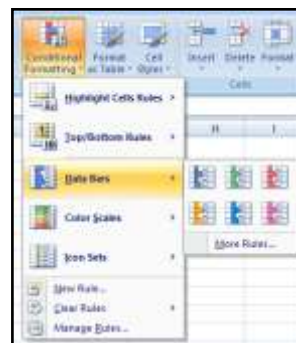 Conditional Formatting
Format as Table
Cell Styles
Insert
Delete
Format
Cells
Highlight Cells Rules
Top/Bottom Rules
H
I
Data Bars
Color Scales
More Rules...
Icon Sets
New Rule...
Clear Rules
Manage Rules...